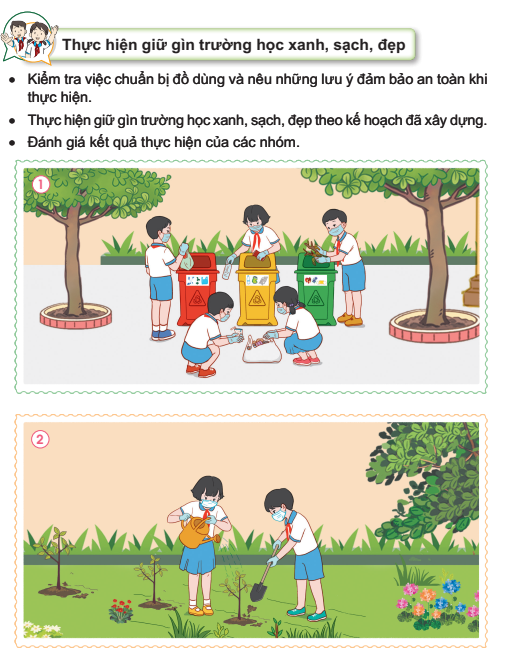 Thực hiện giữ gìn trường học xanh, sạch, đẹp
● Kiểm tra việc chuẩn bị đồ dùng và nêu những lưu ý đảm bảo an toàn khi
thực hiện.
● Thực hiện giữ gìn trường học xanh, sạch, đẹp theo kế hoạch đã xây dựng.
● Đánh giá kết quả thực hiện của các nhóm.
1
2